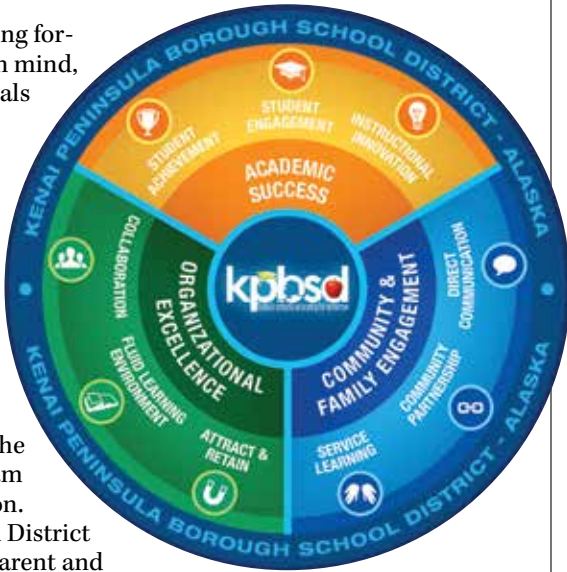 ing for-
n mind,
als
he
am
on.
District
arent and
KENAI PENINSULA BOROUGH SCHOOL DISTRICT - ALASKA
STUDENT
ACHIEVEMENT
STUDENT
ENGAGEMENT
INSTRUCTIONAL
INNOVATION
ACADEMIC
SUCCESS
COLLABORATION
FLUID LEARNING
ENVIRONMENT
ATTRACT &
RETAIN
ORGANIZATIONAL
EXCELLENCE
kpbsd
COMMUNITY &
FAMILY ENGAGEMENT
DIRECT
COMMUNICATION
COMMUNITY
PARTNERSHIP
SERVICE
LEARNING
KENAI PENINSULA BOROUGH SCHOOL DISTRICT - ALASKA